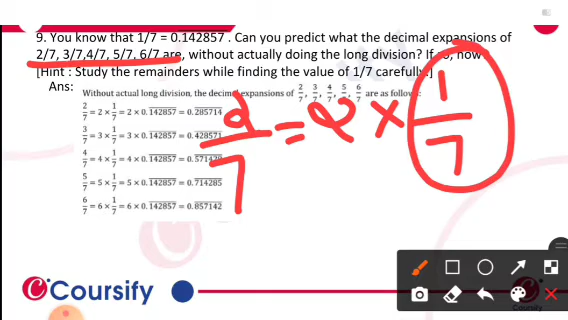 9. You know that 1/7 = 0.142857. Can you predict what the decimal expansions of
2/7, 3/7,4/7, 5/7, 6/7 are, without actually doing the long division? If so, how
[Hint : Study the remainders while finding the value of 1/7 carefully.]
Ans:
Without actual long division, the decimal expansions of 2/7, 3/7, 4/7, 5/7, 6/7 are as follows:
2/7 = 2 × 1/7 = 2 × 0.142857 = 0.285714
3/7 = 3 × 1/7 = 3 × 0.142857 = 0.428571
4/7 = 4 × 1/7 = 4 × 0.142857 = 0.571428
5/7 = 5 × 1/7 = 5 × 0.142857 = 0.714285
6/7 = 6 × 1/7 = 6 × 0.142857 = 0.857142
2/7 = 2 × 1/7
Coursify
Coursify